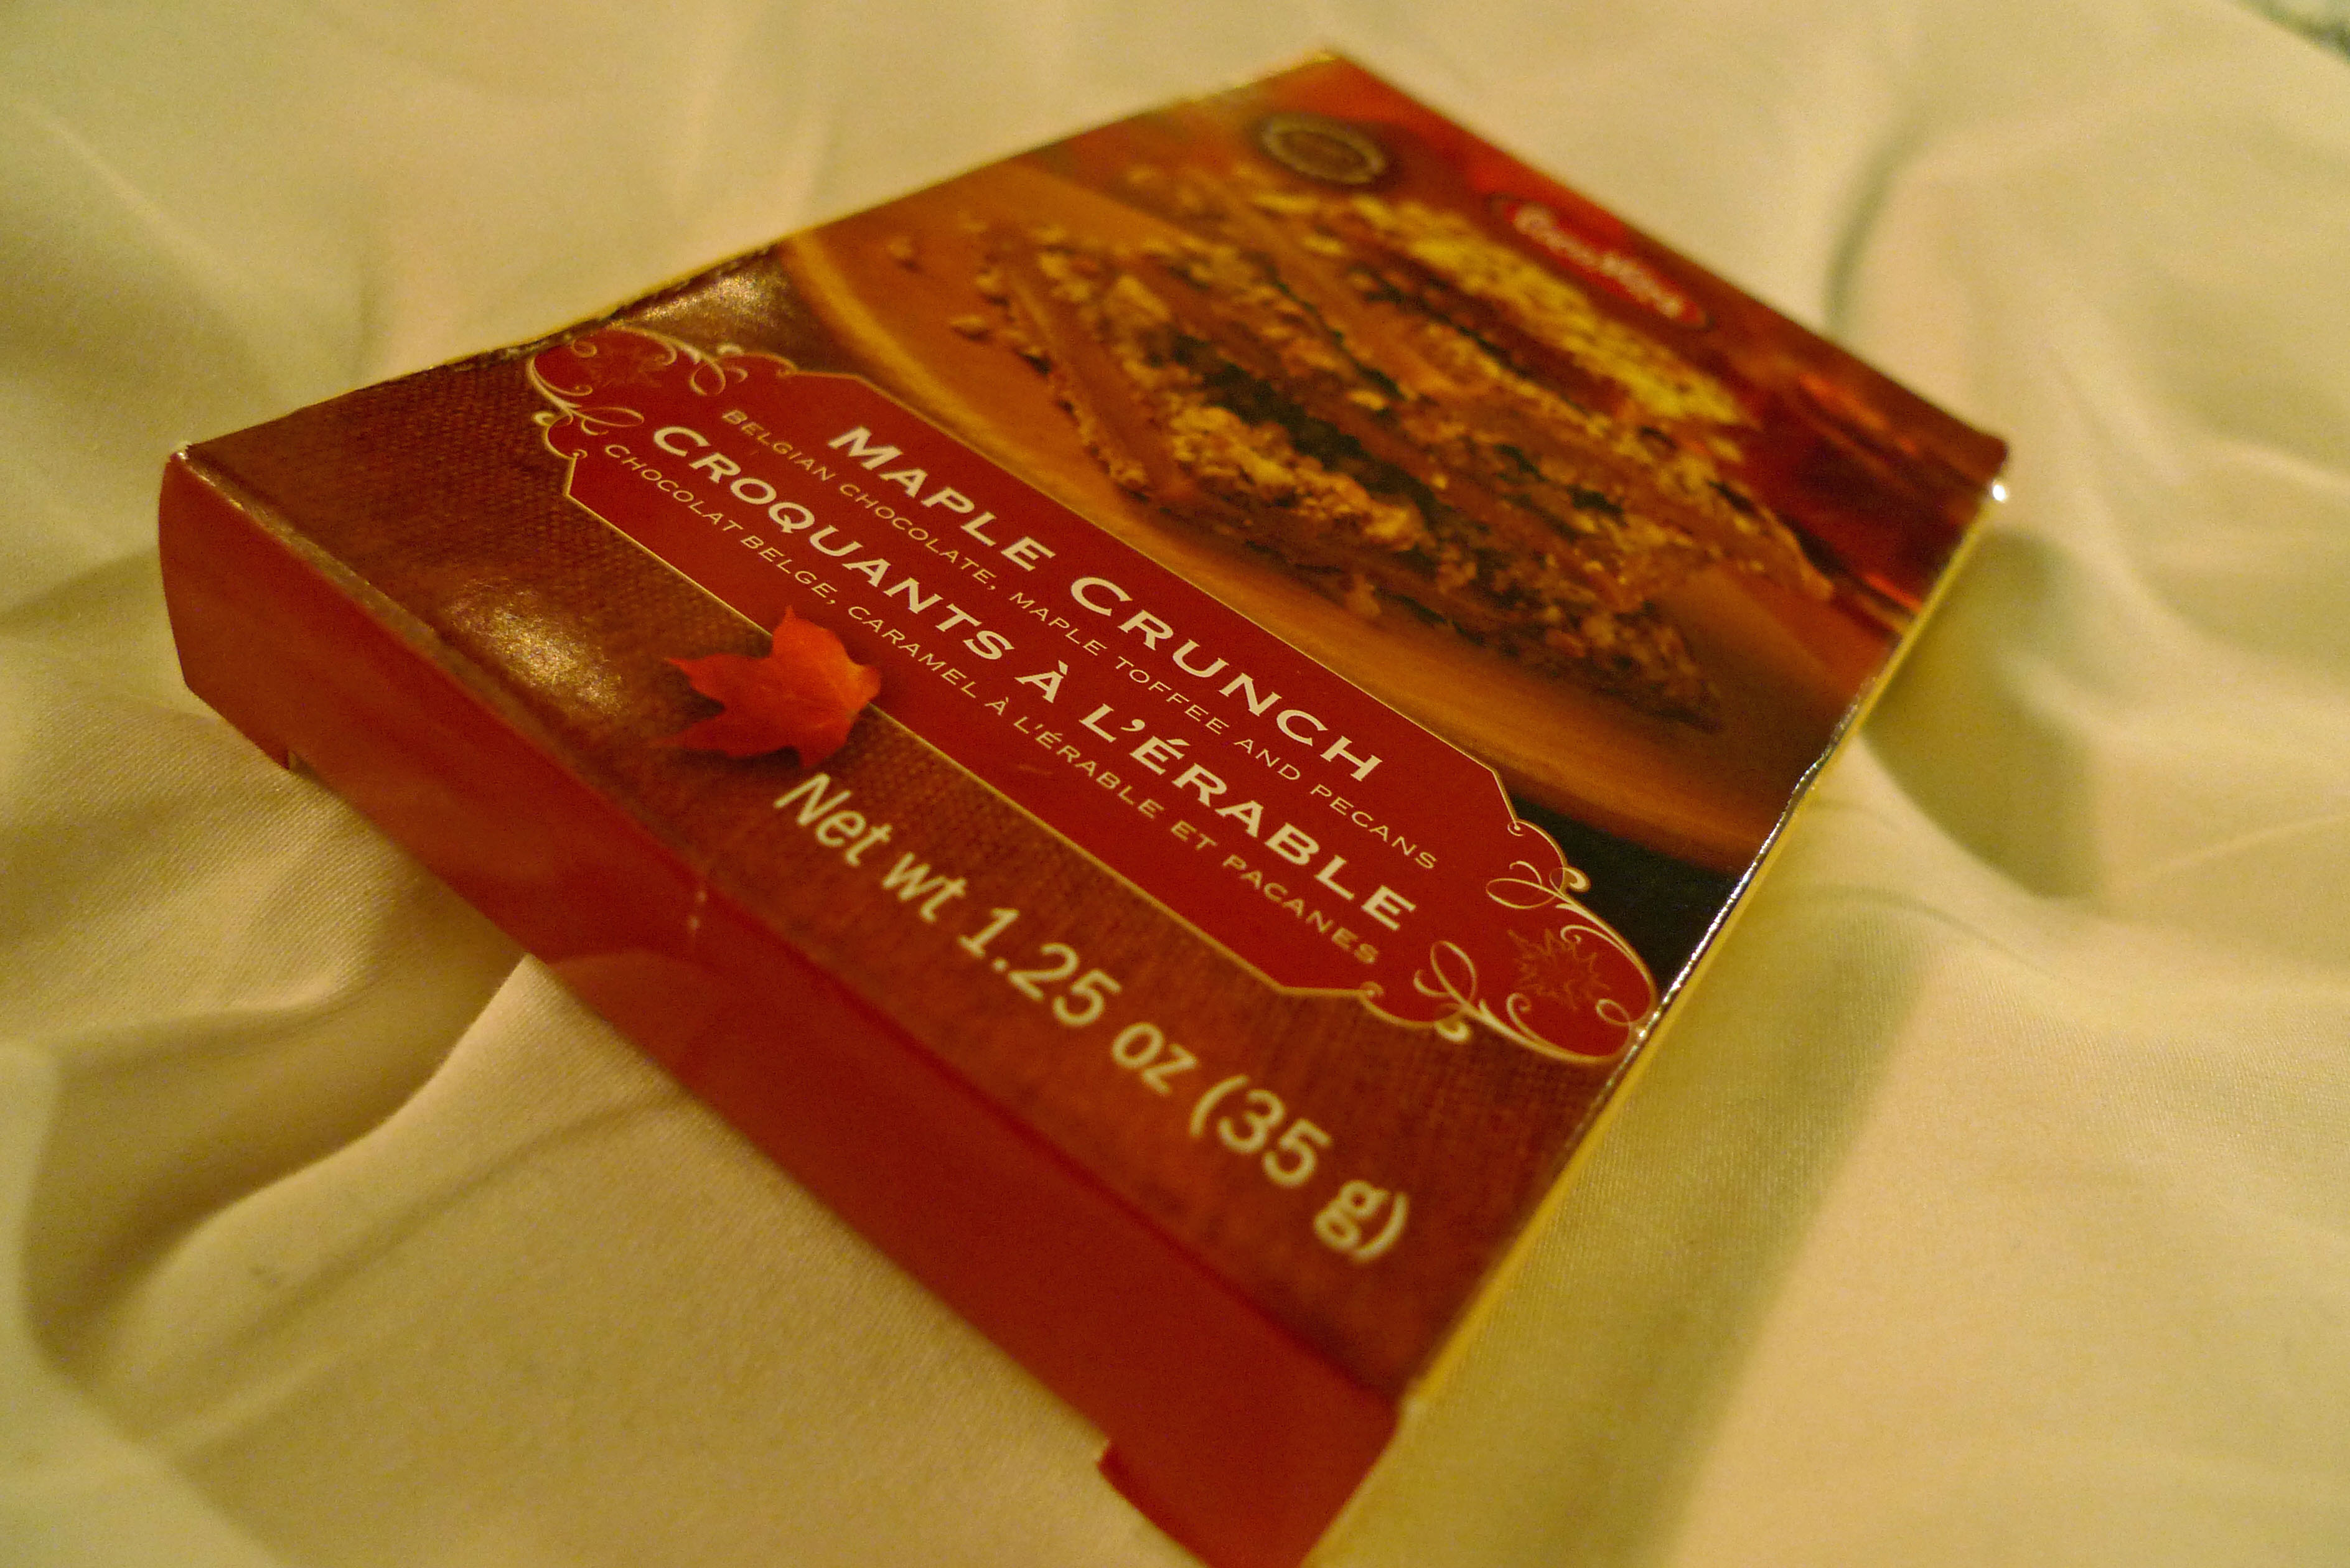 MAPLE CRUNCH
BELGIAN CHOCOLATE, MAPLE TOFFEE AND PECANS
CROQUANTS À L'ÉRABLE
CHOCOLAT BELGE, CARAMEL À L'ÉRABLE ET PACANES
Net wt 1.25 oz (35 g)